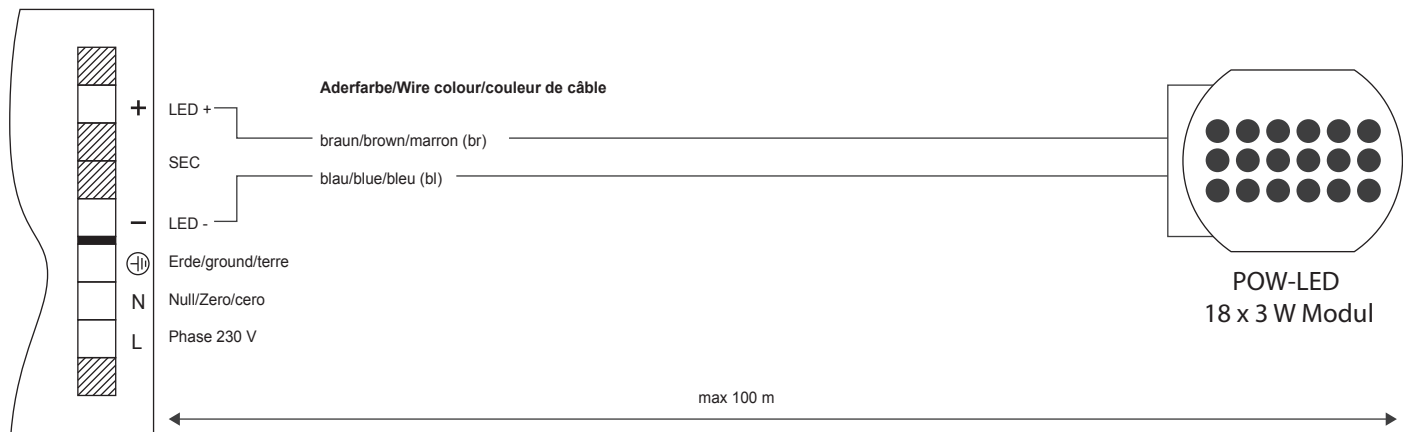 Aderfarbe/Wire colour/couleur de câble
+ LED +
braun/brown/marron (br)
SEC
blau/blue/bleu (bl)
− LED -
Erde/ground/terre
N Null/Zero/cero
L Phase 230 V
POW-LED
18 x 3 W Modul
max 100 m